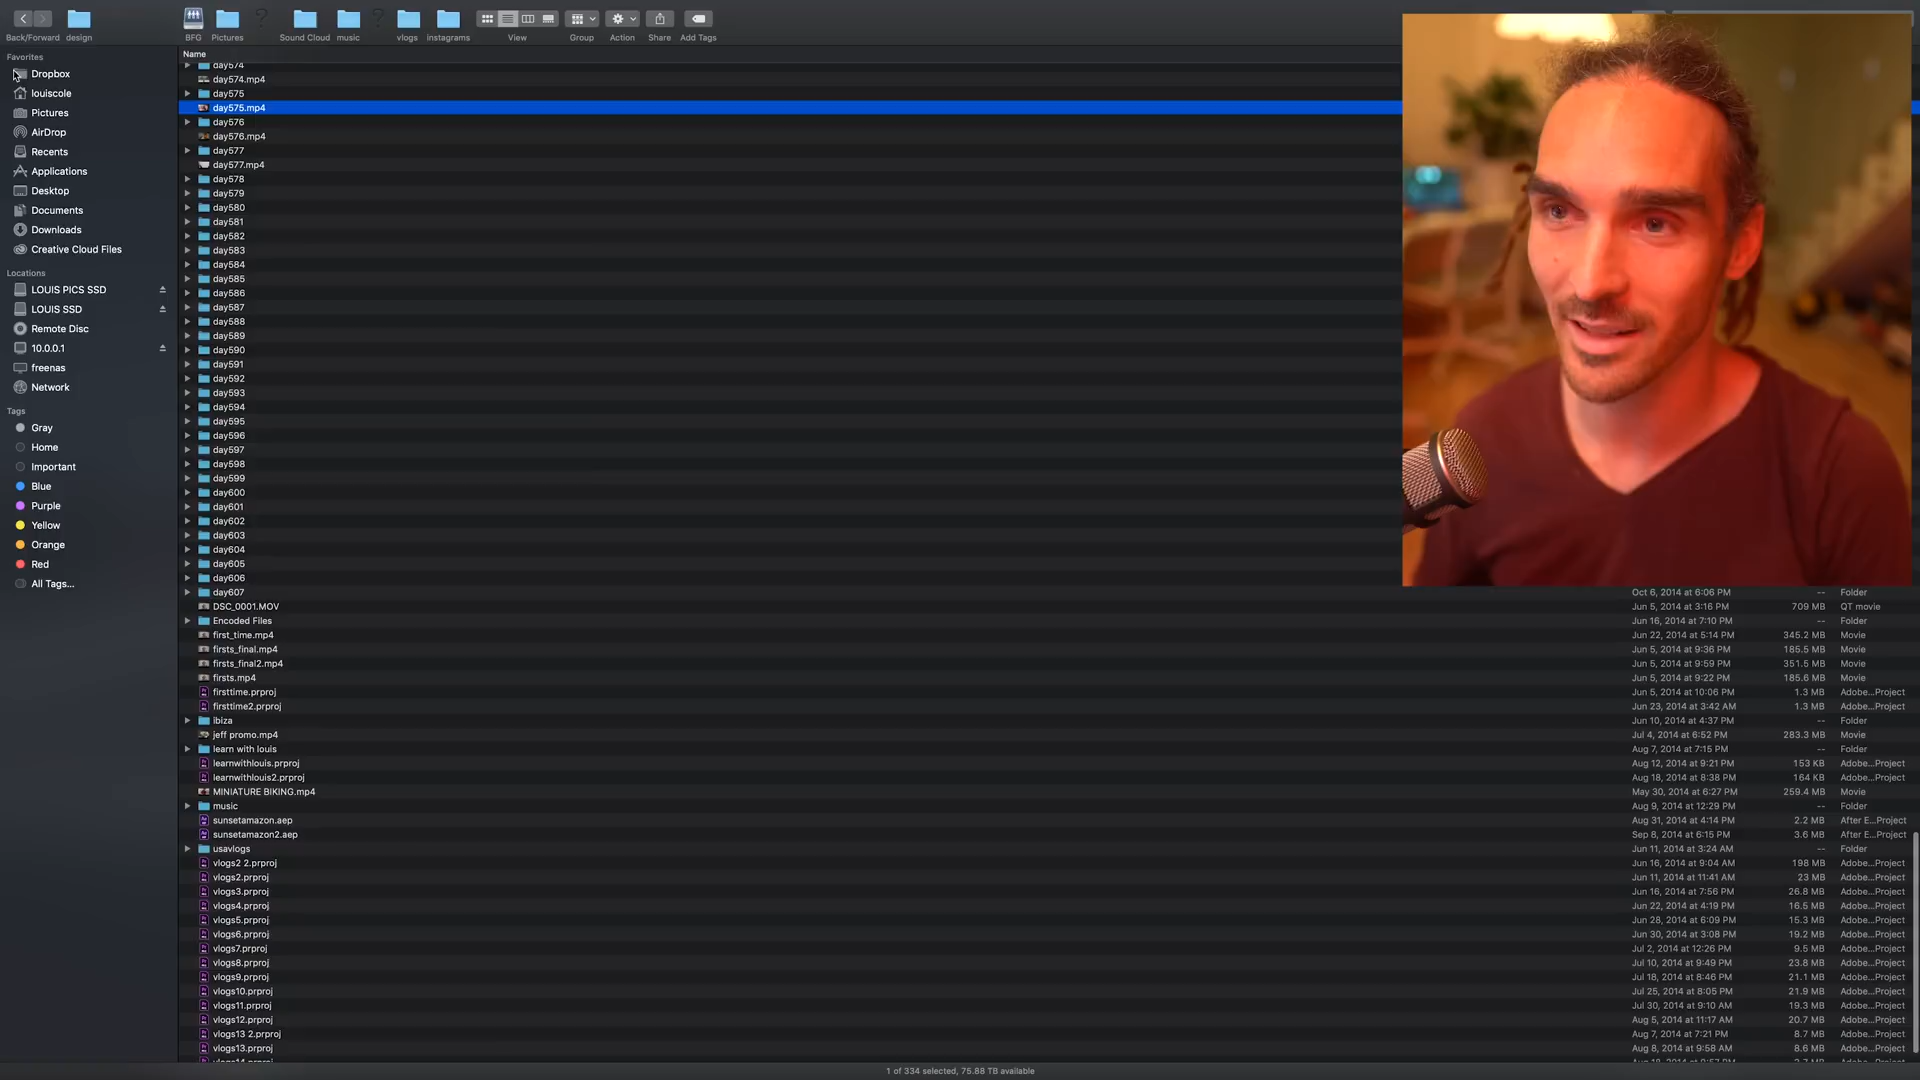 Back/Forward design BFG Pictures Sound Cloud music vlogs instagrams View Group Action Share Add Tags
Favorites
Dropbox
louiscole
Pictures
AirDrop
Recents
Applications
Desktop
Documents
Downloads
Creative Cloud Files
Locations
LOUIS PICS SSD
LOUIS SSD
Remote Disc
10.0.0.1
freenas
Network
Tags
Gray
Home
Important
Blue
Purple
Yellow
Orange
Red
All Tags...
Name
day574
day574.mp4
day575
day575.mp4
day576
day576.mp4
day577
day577.mp4
day578
day579
day580
day581
day582
day583
day584
day585
day586
day587
day588
day589
day590
day591
day592
day593
day594
day595
day596
day597
day598
day599
day600
day601
day602
day603
day604
day605
day606
day607 Oct 6, 2014 at 6:06 PM -- Folder
DSC_0001.MOV Jun 5, 2014 at 3:16 PM 709 MB QT movie
Encoded Files Jun 16, 2014 at 7:10 PM -- Folder
first_time.mp4 Jun 22, 2014 at 5:14 PM 345.2 MB Movie
firsts_final.mp4 Jun 5, 2014 at 9:36 PM 185.5 MB Movie
firsts_final2.mp4 Jun 5, 2014 at 9:59 PM 351.5 MB Movie
firsts.mp4 Jun 5, 2014 at 9:22 PM 185.6 MB Movie
firsttime.prproj Jun 5, 2014 at 10:06 PM 1.3 MB Adobe...Project
firsttime2.prproj Jun 23, 2014 at 3:42 AM 1.3 MB Adobe...Project
ibiza Jun 10, 2014 at 4:37 PM -- Folder
jeff promo.mp4 Jul 4, 2014 at 6:52 PM 283.3 MB Movie
learn with louis Aug 7, 2014 at 7:15 PM -- Folder
learnwithlouis.prproj Aug 12, 2014 at 9:21 PM 153 KB Adobe...Project
learnwithlouis2.prproj Aug 18, 2014 at 8:38 PM 164 KB Adobe...Project
MINIATURE BIKING.mp4 May 30, 2014 at 6:27 PM 259.4 MB Movie
music Aug 9, 2014 at 12:29 PM -- Folder
sunsetamazon.aep Aug 31, 2014 at 4:14 PM 2.2 MB After E...Project
sunsetamazon2.aep Sep 8, 2014 at 6:15 PM 3.6 MB After E...Project
usavlogs Jun 11, 2014 at 3:24 AM -- Folder
vlogs2 2.prproj Jun 16, 2014 at 9:04 AM 198 MB Adobe...Project
vlogs2.prproj Jun 11, 2014 at 11:41 AM 23 MB Adobe...Project
vlogs3.prproj Jun 16, 2014 at 7:56 PM 26.8 MB Adobe...Project
vlogs4.prproj Jun 22, 2014 at 4:19 PM 16.5 MB Adobe...Project
vlogs5.prproj Jun 28, 2014 at 6:09 PM 15.3 MB Adobe...Project
vlogs6.prproj Jun 30, 2014 at 3:08 PM 19.2 MB Adobe...Project
vlogs7.prproj Jul 2, 2014 at 12:26 PM 9.5 MB Adobe...Project
vlogs8.prproj Jul 10, 2014 at 9:49 PM 23.8 MB Adobe...Project
vlogs9.prproj Jul 18, 2014 at 8:46 PM 21.1 MB Adobe...Project
vlogs10.prproj Jul 25, 2014 at 8:05 PM 21.9 MB Adobe...Project
vlogs11.prproj Jul 30, 2014 at 9:10 AM 19.3 MB Adobe...Project
vlogs12.prproj Aug 5, 2014 at 11:17 AM 20.7 MB Adobe...Project
vlogs13 2.prproj Aug 7, 2014 at 7:21 PM 8.7 MB Adobe...Project
vlogs13.prproj Aug 8, 2014 at 9:58 AM 8.6 MB Adobe...Project
1 of 334 selected, 75.88 TB available